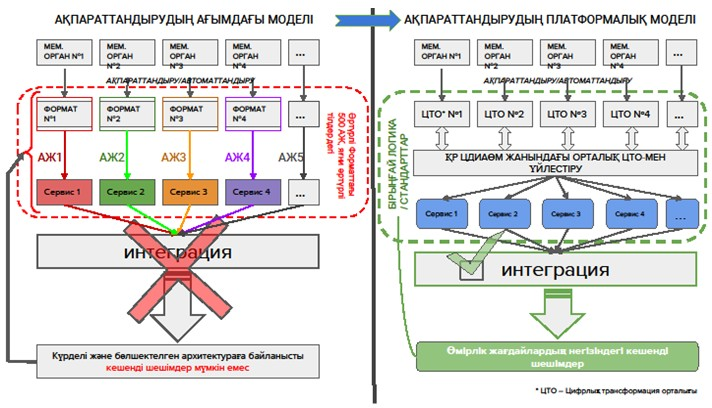 АҚПАРАТТАНДЫРУДЫҢ АҒЫМДАҒЫ МОДЕЛІ
МЕМ.
ОРГАН №1
МЕМ.
ОРГАН
№2
МЕМ.
ОРГАН
№3
МЕМ.
ОРГАН
№4
...
АҚПАРАТТАНДЫРУ/АВТОМАТТАНДЫРУ
ФОРМАТ
№1
ФОРМАТ
№2
ФОРМАТ
№3
ФОРМАТ
№4
...
АЖ1
АЖ2
АЖ3
АЖ4
АЖ5
Әртүрлі Форматтағы
500 АЖ, яғни әртүрлі
тілдердегі
Сервис 1
Сервис 2
Сервис 3
Сервис 4
...
интеграция
Күрделі және бөлшектелген архитектураға байланысты
кешенді шешімдер мүмкін емес
АҚПАРАТТАНДЫРУДЫҢ ПЛАТФОРМАЛЫҚ МОДЕЛІ
МЕМ.
ОРГАН №1
МЕМ.
ОРГАН
№2
МЕМ.
ОРГАН
№3
МЕМ.
ОРГАН
№4
...
АҚПАРАТТАНДЫРУ/АВТОМАТТАНДЫРУ
ЦТО* №1
ЦТО №2
ЦТО №3
ЦТО №4
...
ҚР ЦДИАӨМ ЖАНЫНДАҒЫ ОРТАЛЫҚ ЦТО-МЕН
ҮЙЛЕСТІРУ
БІРЫҢҒАЙ ЛОГИКА
/ СТАНДАРТТАР
Сервис 1
Сервис 2
Сервис 3
Сервис 4
...
интеграция
Өмірлік жағдайлардың негізіндегі кешенді
шешімдер
* ЦТО – Цифрлық трансформация орталығы